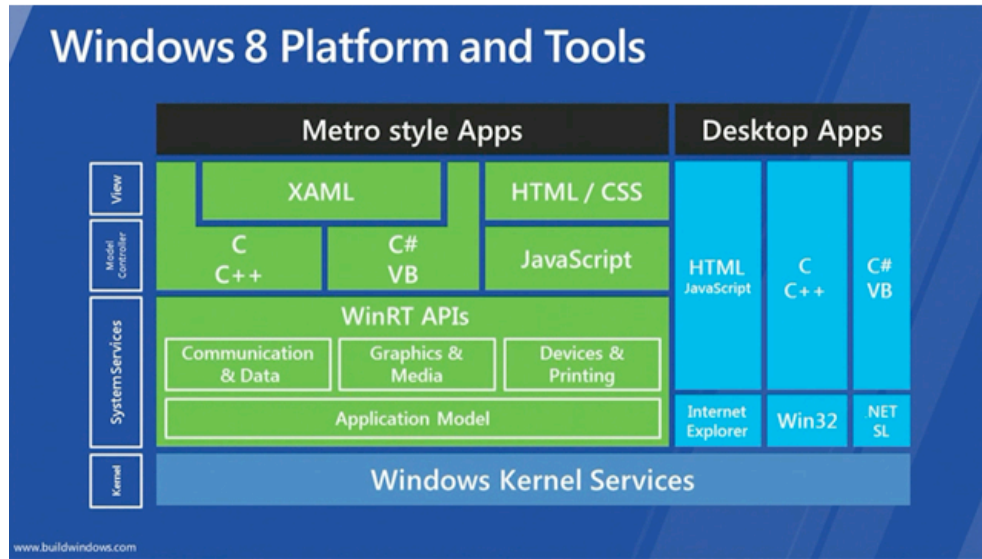 Windows 8 Platform and Tools
Metro style Apps
Desktop Apps
View
XAML
HTML / CSS
Model
Controller
C
C++
C#
VB
JavaScript
HTML
JavaScript
C
C++
C#
VB
System Services
WinRT APIs
Communication
& Data
Graphics &
Media
Devices &
Printing
Application Model
Internet
Explorer
Win32
.NET
SL
Kernel
Windows Kernel Services
www.buildwindows.com